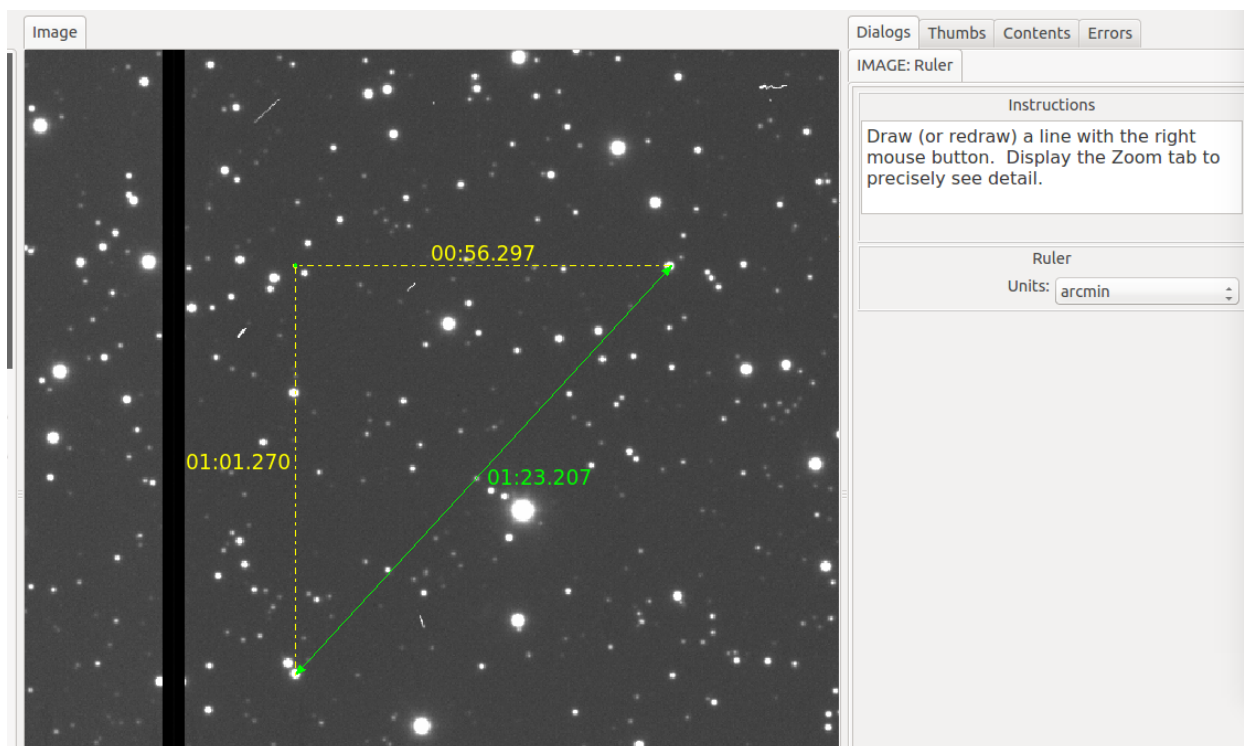 Image
Dialogs Thumbs Contents Errors
IMAGE: Ruler
Instructions
Draw (or redraw) a line with the right
mouse button. Display the Zoom tab to
precisely see detail.
Ruler
Units: arcmin
00:56.297
01:01.270
01:23.207